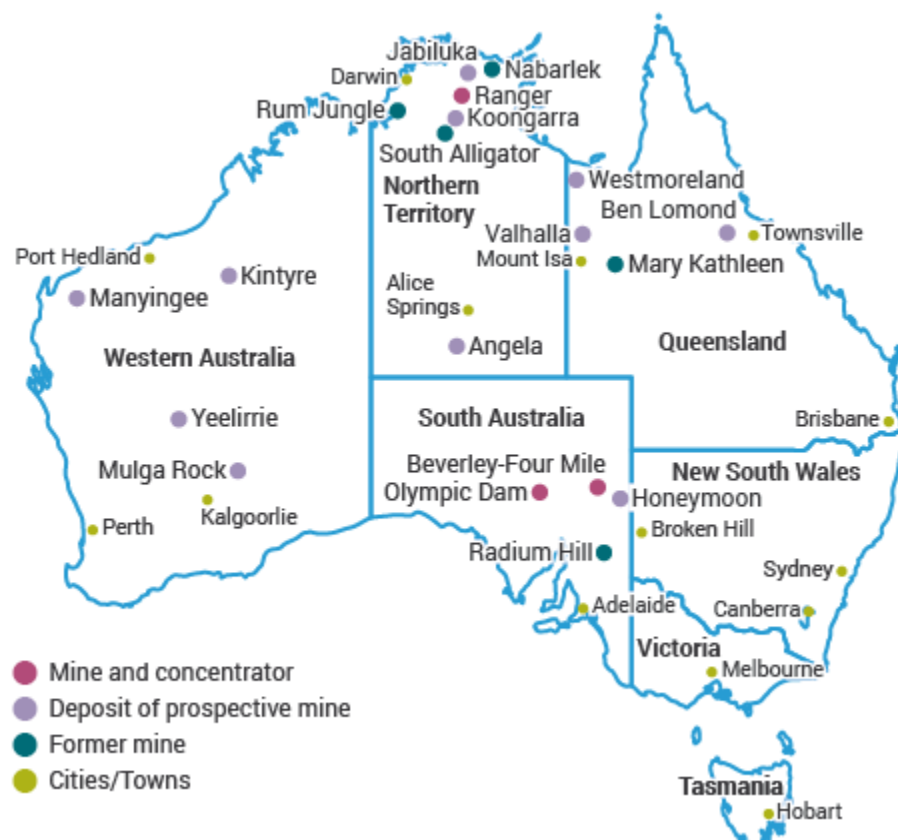 Jabiluka
Nabarlek
Darwin
Ranger
Rum Jungle
Koongarra
South Alligator
Northern
Territory
Westmoreland
Ben Lomond
Valhalla
Townsville
Mount Isa
Mary Kathleen
Port Hedland
Kintyre
Manyingee
Alice
Springs
Angela
Queensland
Western Australia
Yeelirrie
South Australia
Brisbane
Mulga Rock
Beverley-Four Mile
New South Wales
Olympic Dam
Honeymoon
Kalgoorlie
Perth
Broken Hill
Radium Hill
Sydney
Adelaide
Canberra
Victoria
Melbourne
Mine and concentrator
Deposit of prospective mine
Former mine
Cities/Towns
Tasmania
Hobart